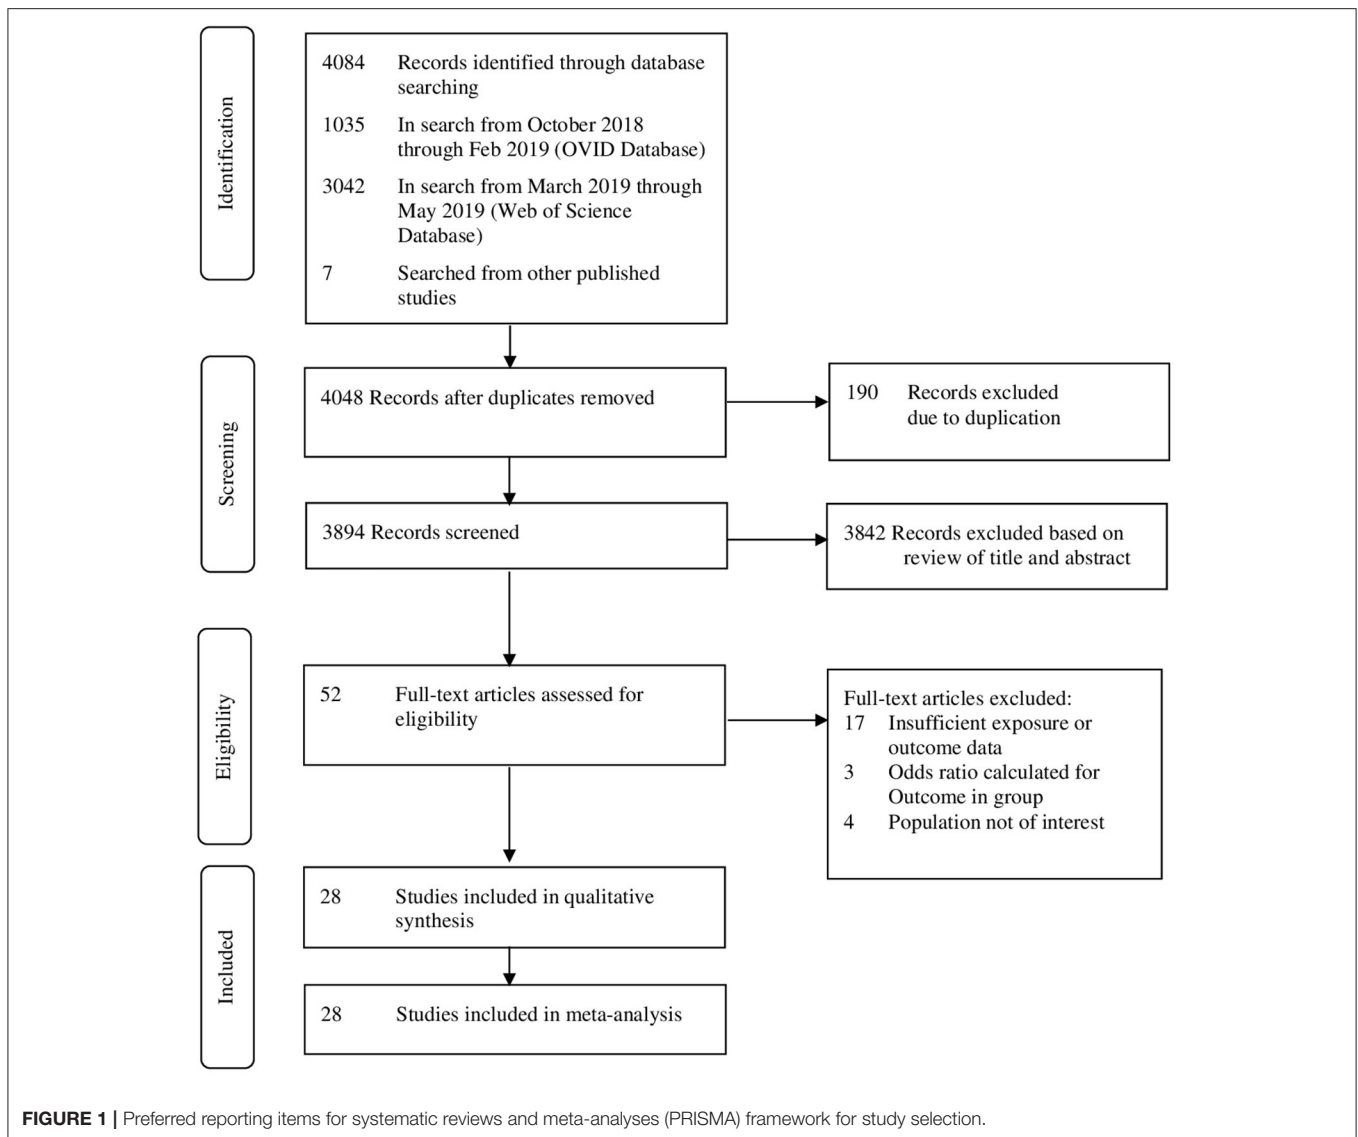 Identification
4084 Records identified through database
searching
1035 In search from October 2018
through Feb 2019 (OVID Database)
3042 In search from March 2019 through
May 2019 (Web of Science
Database)
7 Searched from other published
studies
Screening
4048 Records after duplicates removed
190 Records excluded
due to duplication
3894 Records screened
3842 Records excluded based on
review of title and abstract
Eligibility
52 Full-text articles assessed for
eligibility
Full-text articles excluded:
17 Insufficient exposure or
outcome data
3 Odds ratio calculated for
Outcome in group
4 Population not of interest
Included
28 Studies included in qualitative
synthesis
28 Studies included in meta-analysis
FIGURE 1 | Preferred reporting items for systematic reviews and meta-analyses (PRISMA) framework for study selection.